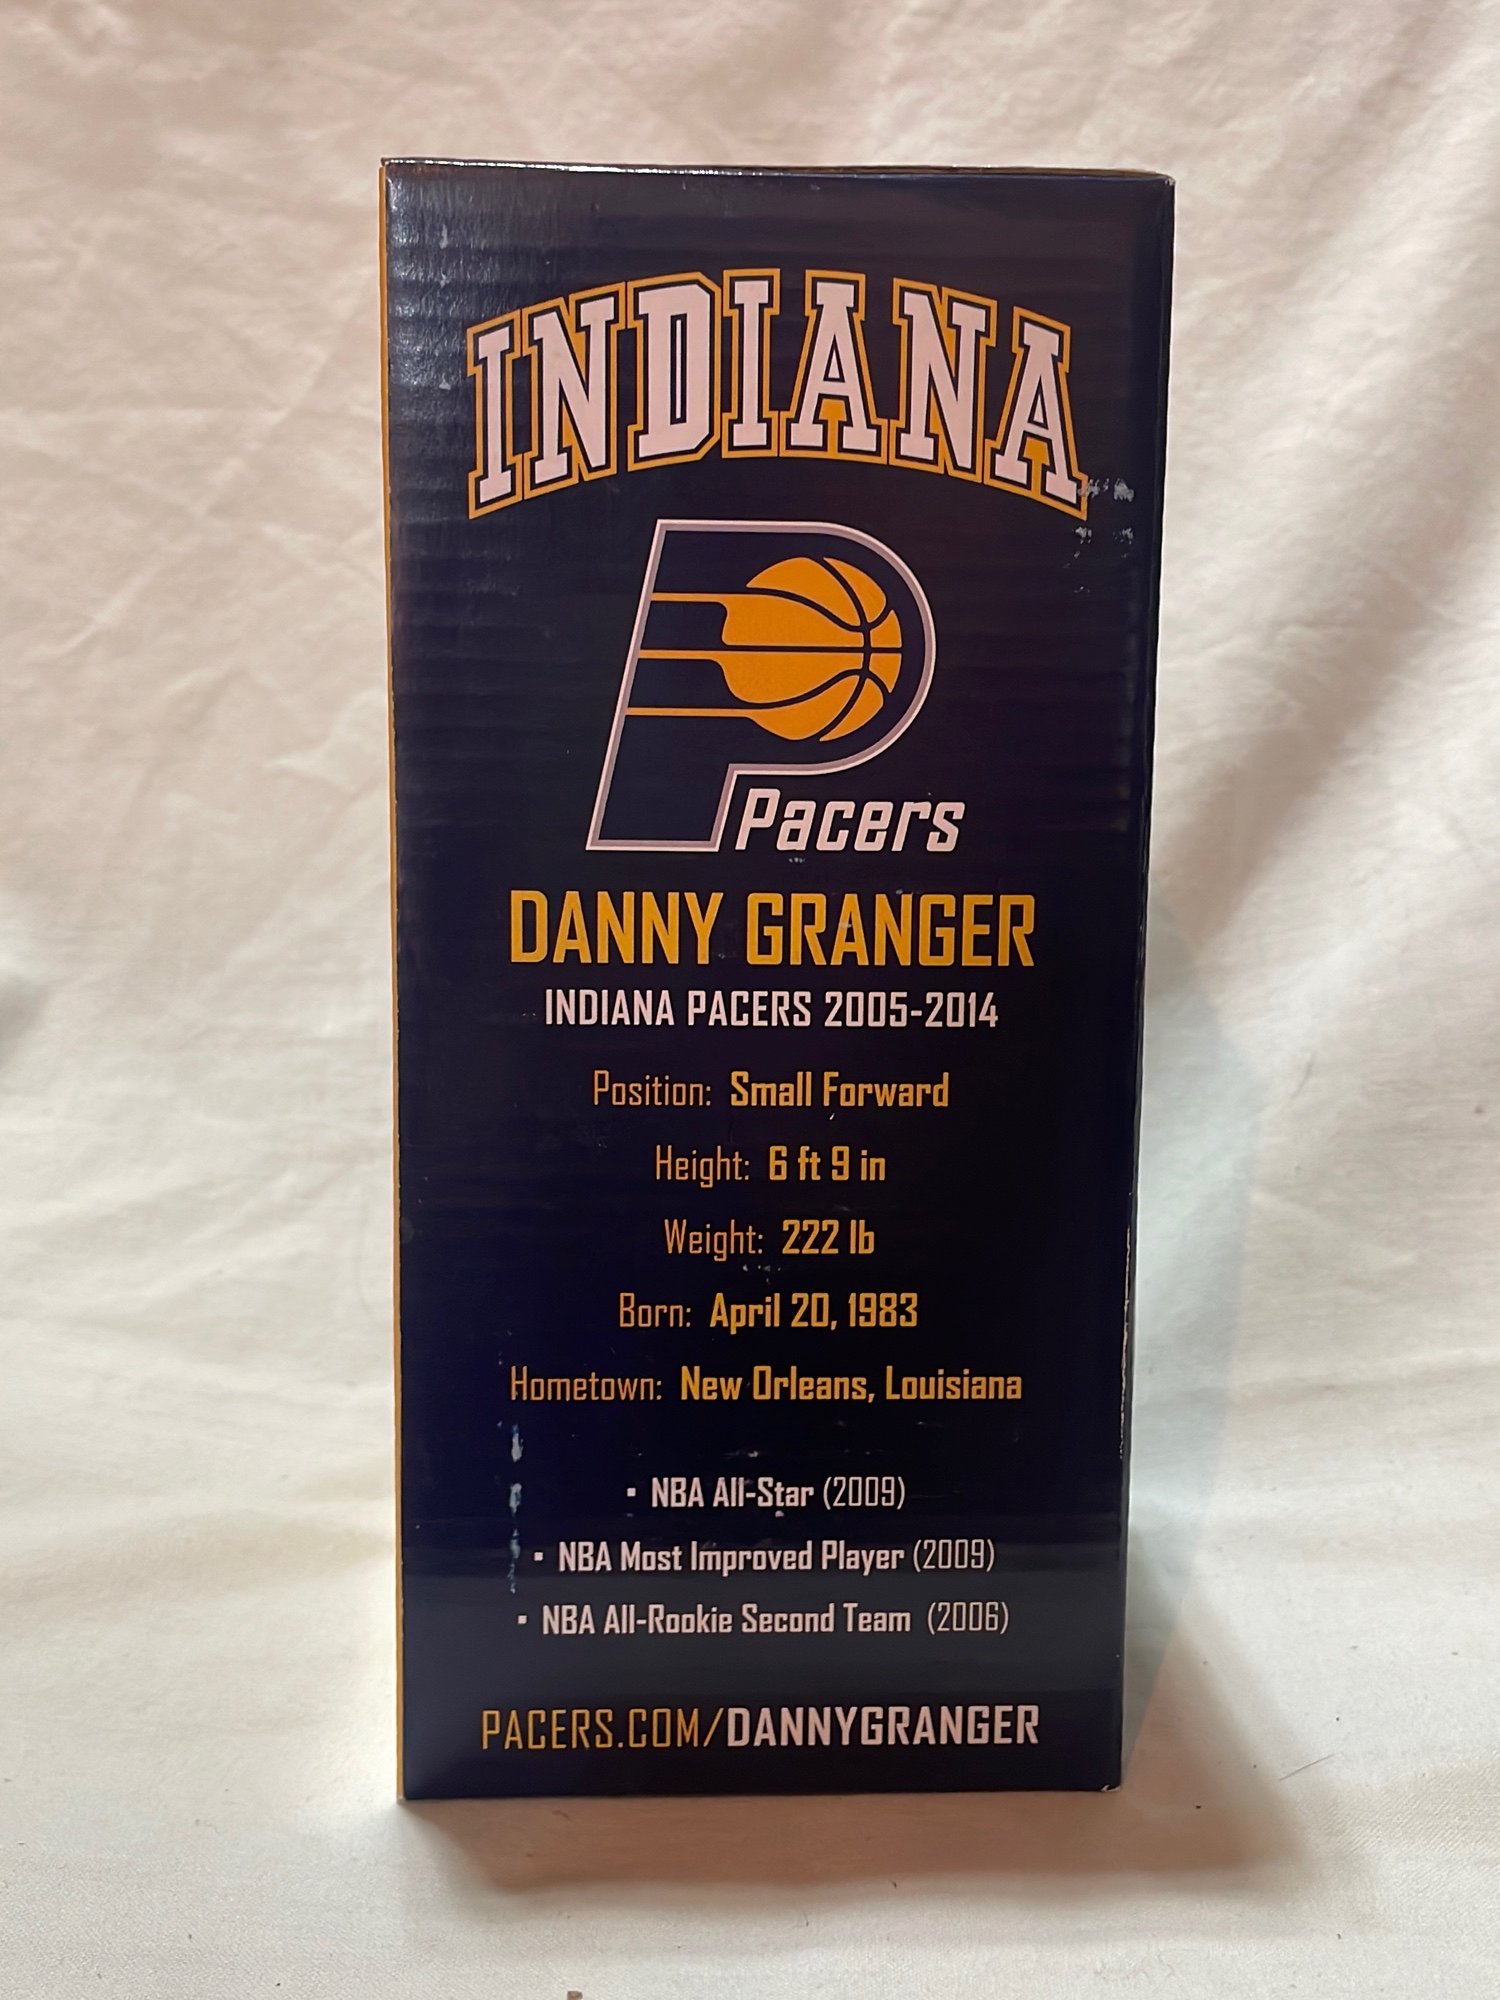 INDIANA
Pacers
DANNY GRANGER
INDIANA PACERS 2005-2014
Position: Small Forward
Height: 6 ft 9 in
Weight: 222 lb
Born: April 20, 1983
Hometown: New Orleans, Louisiana
▪ NBA All-Star (2009)
▪ NBA Most Improved Player (2009)
▪ NBA All-Rookie Second Team (2006)
PACERS.COM/DANNYGRANGER